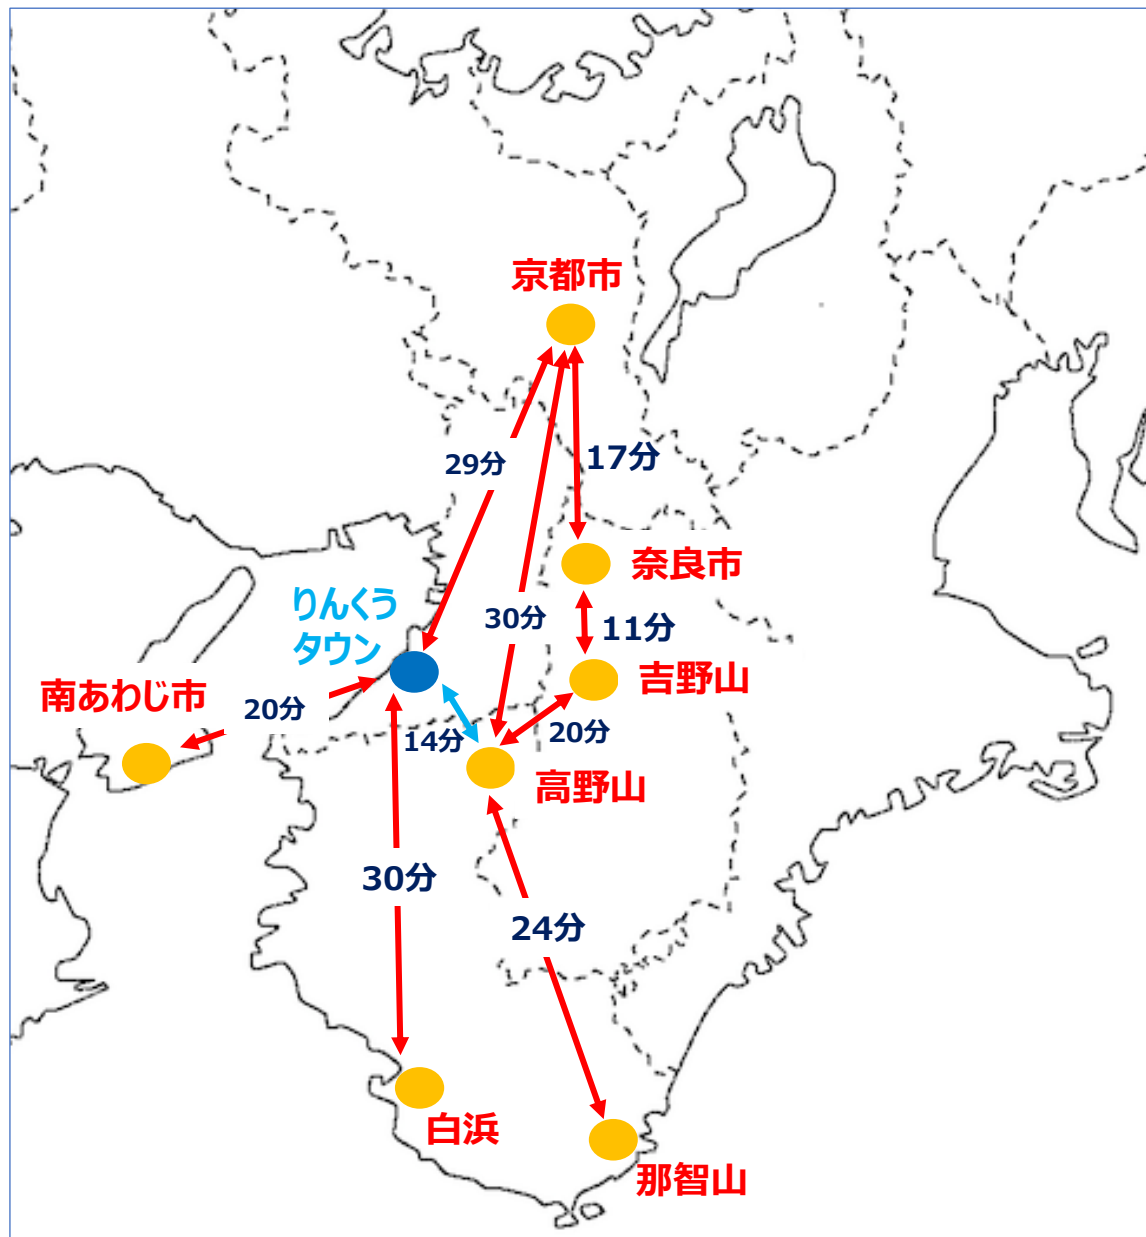 京都市
29分
17分
奈良市
りんくう
タウン
30分
11分
吉野山
南あわじ市
20分
14分
20分
高野山
30分
24分
白浜
那智山